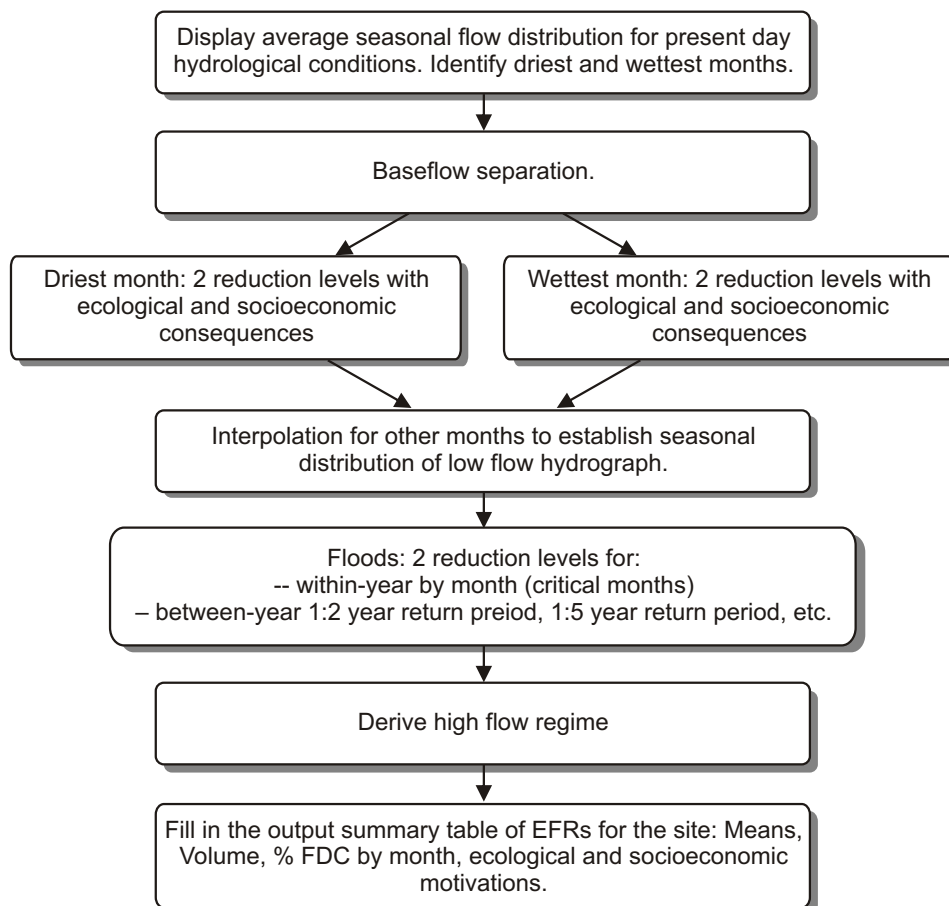 Display average seasonal flow distribution for present day
hydrological conditions. Identify driest and wettest months.
Baseflow separation.
Driest month: 2 reduction levels with
ecological and socioeconomic
consequences
Wettest month: 2 reduction levels with
ecological and socioeconomic
consequences
Interpolation for other months to establish seasonal
distribution of low flow hydrograph.
Floods: 2 reduction levels for:
-- within-year by month (critical months)
– between-year 1:2 year return preiod, 1:5 year return period, etc.
Derive high flow regime
Fill in the output summary table of EFRs for the site: Means,
Volume, % FDC by month, ecological and socioeconomic
motivations.